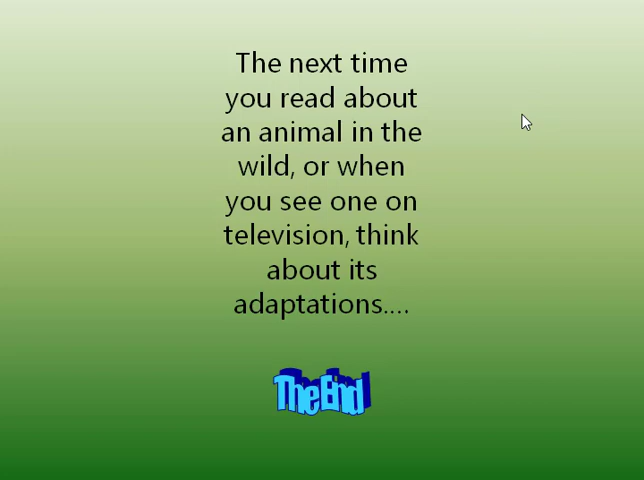 The next time
you read about
an animal in the
wild, or when
you see one on
television, think
about its
adaptations....
The End